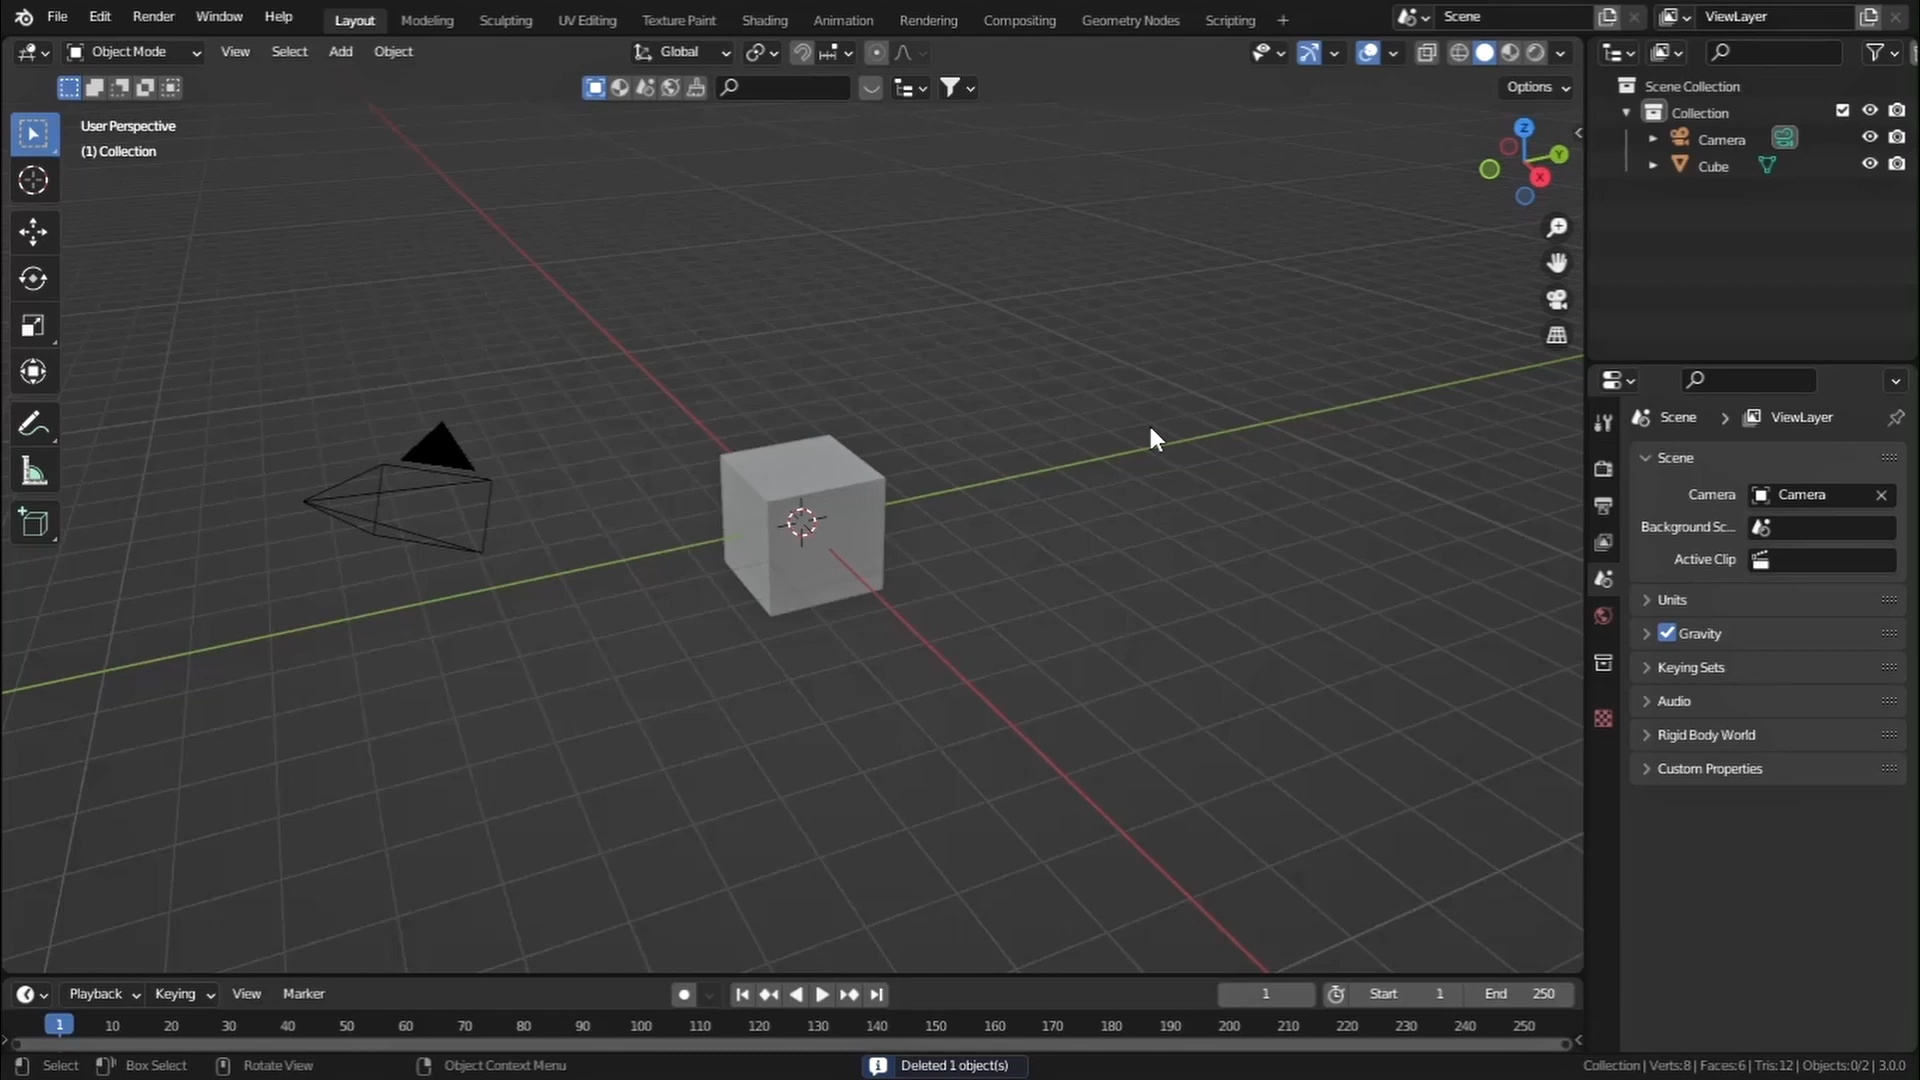 File Edit Render Window Help Layout Modeling Sculpting UV Editing Texture Paint Shading Animation Rendering Compositing Geometry Nodes Scripting + Scene ViewLayer
Object Mode View Select Add Object Global
Options
User Perspective
(1) Collection
Z
Y
X
Scene Collection
Collection
Camera
Cube
Scene ViewLayer
Scene
Camera Camera
Background Sc...
Active Clip
Units
Gravity
Keying Sets
Audio
Rigid Body World
Custom Properties
Playback Keying View Marker 1 Start 1 End 250
1 10 20 30 40 50 60 70 80 90 100 110 120 130 140 150 160 170 180 190 200 210 220 230 240 250
Select Box Select Rotate View Object Context Menu Deleted 1 object(s) Collection | Verts:8 | Faces:6 | Tris:12 | Objects:0/2 | 3.0.0